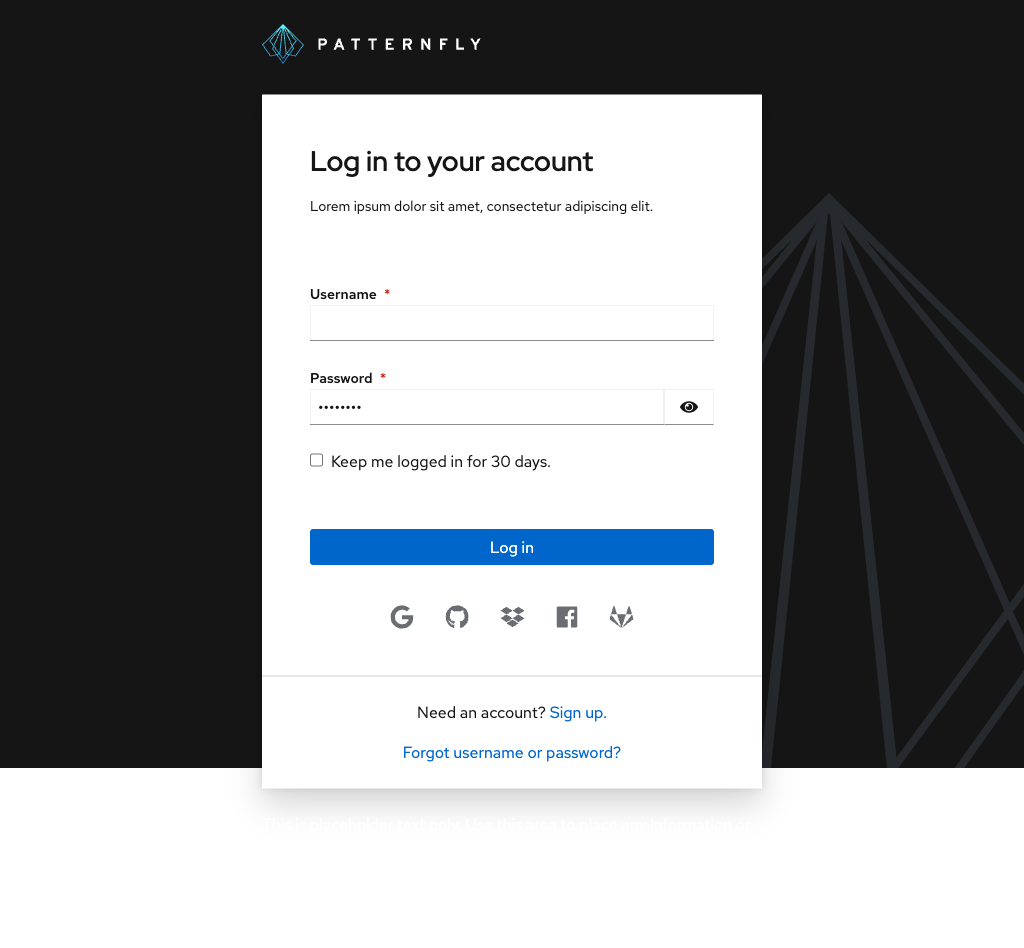 PATTERNFLY
Log in to your account
Lorem ipsum dolor sit amet, consectetur adipiscing elit.
Username *
Password *
••••••••
Keep me logged in for 30 days.
Log in
Need an account? Sign up.
Forgot username or password?
This is placeholder text only. Use this area to place any information or